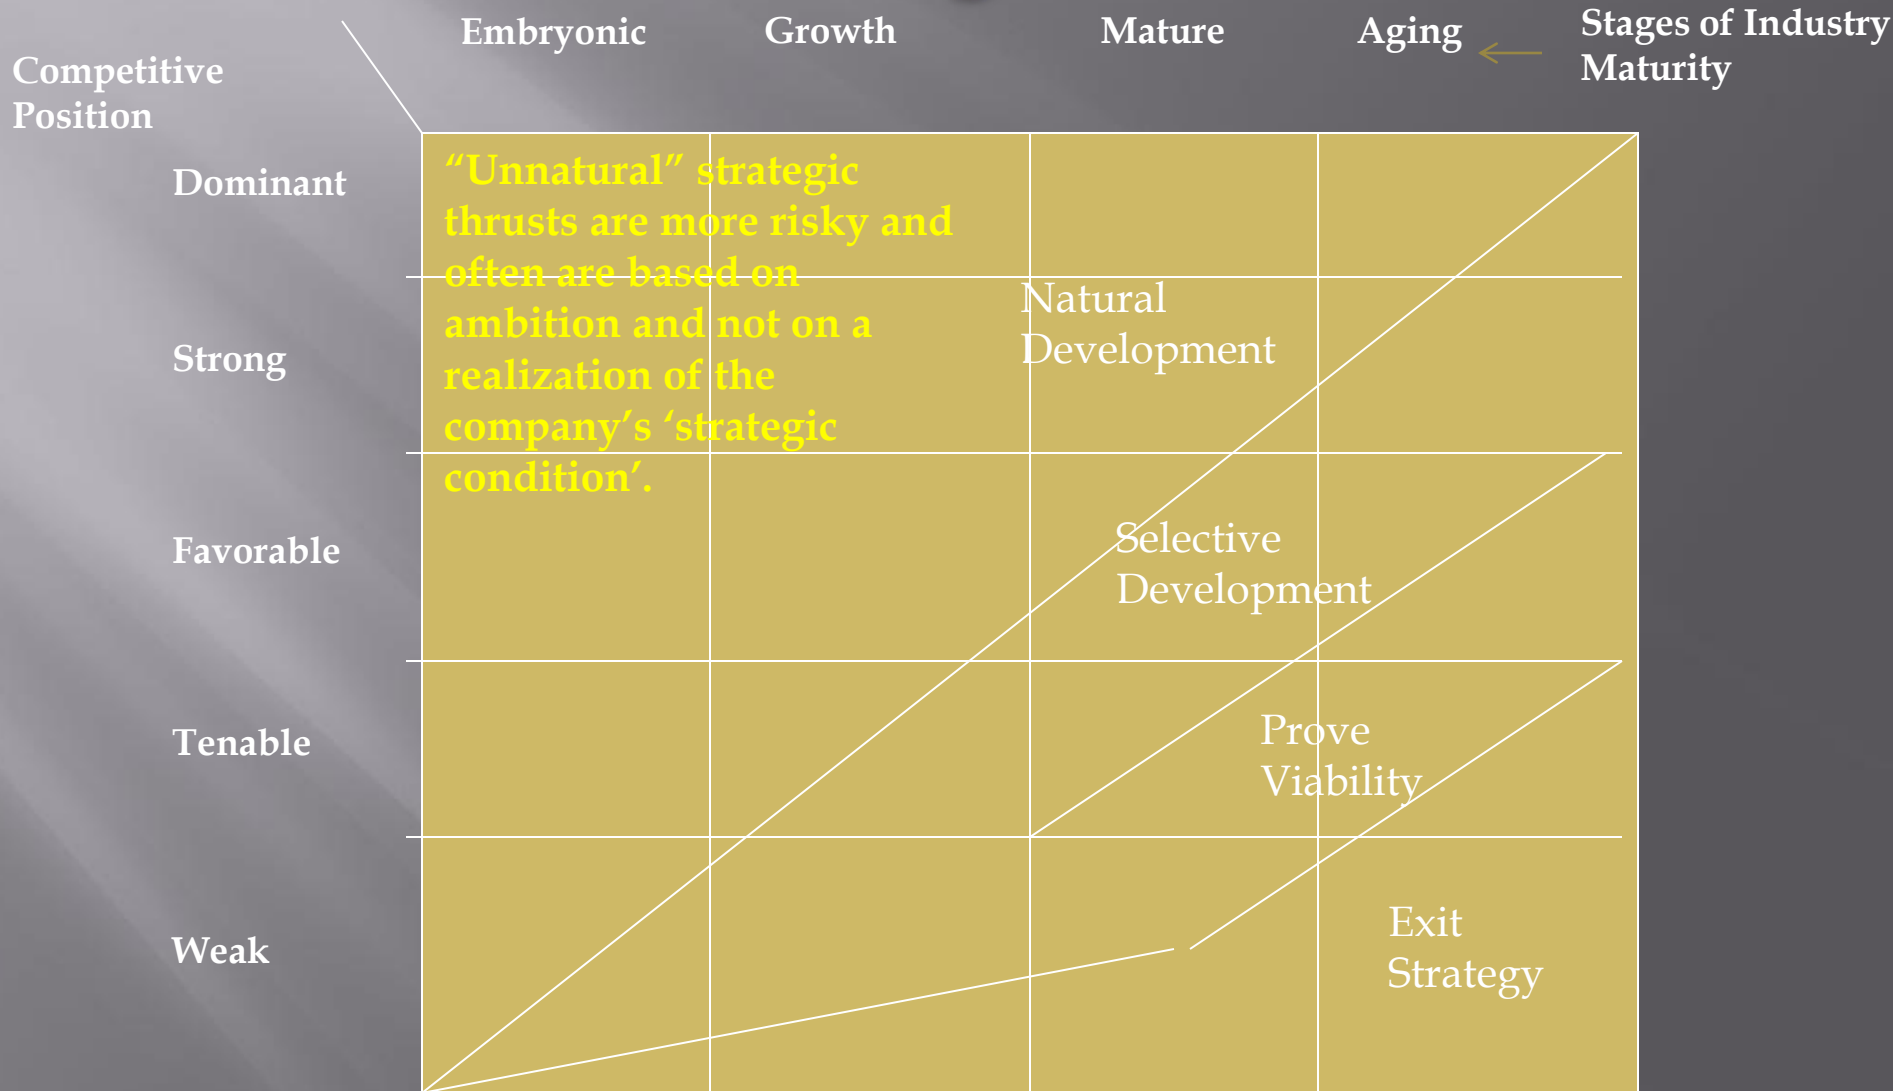 Embryonic
Growth
Mature
Aging
Stages of Industry
Maturity
Competitive
Position
Dominant
“Unnatural” strategic
thrusts are more risky and
often are based on
ambition and not on a
realization of the
company’s ‘strategic
condition’.
Natural
Development
Strong
Favorable
Selective
Development
Tenable
Prove
Viability
Weak
Exit
Strategy